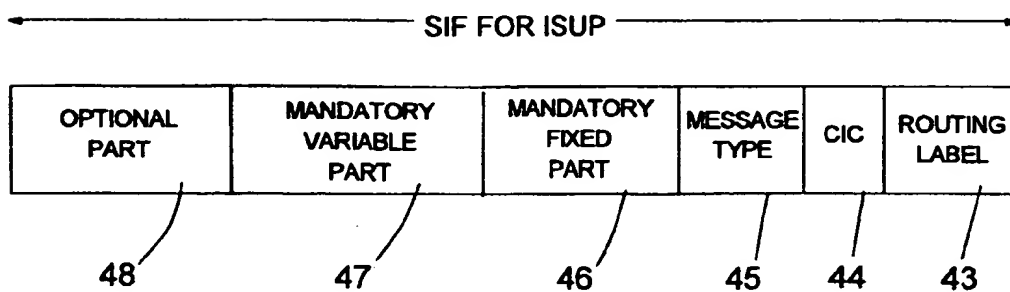 SIF FOR ISUP
OPTIONAL
PART
MANDATORY
VARIABLE
PART
MANDATORY
FIXED
PART
MESSAGE
TYPE
CIC
ROUTING
LABEL
48
47
46
45
44
43